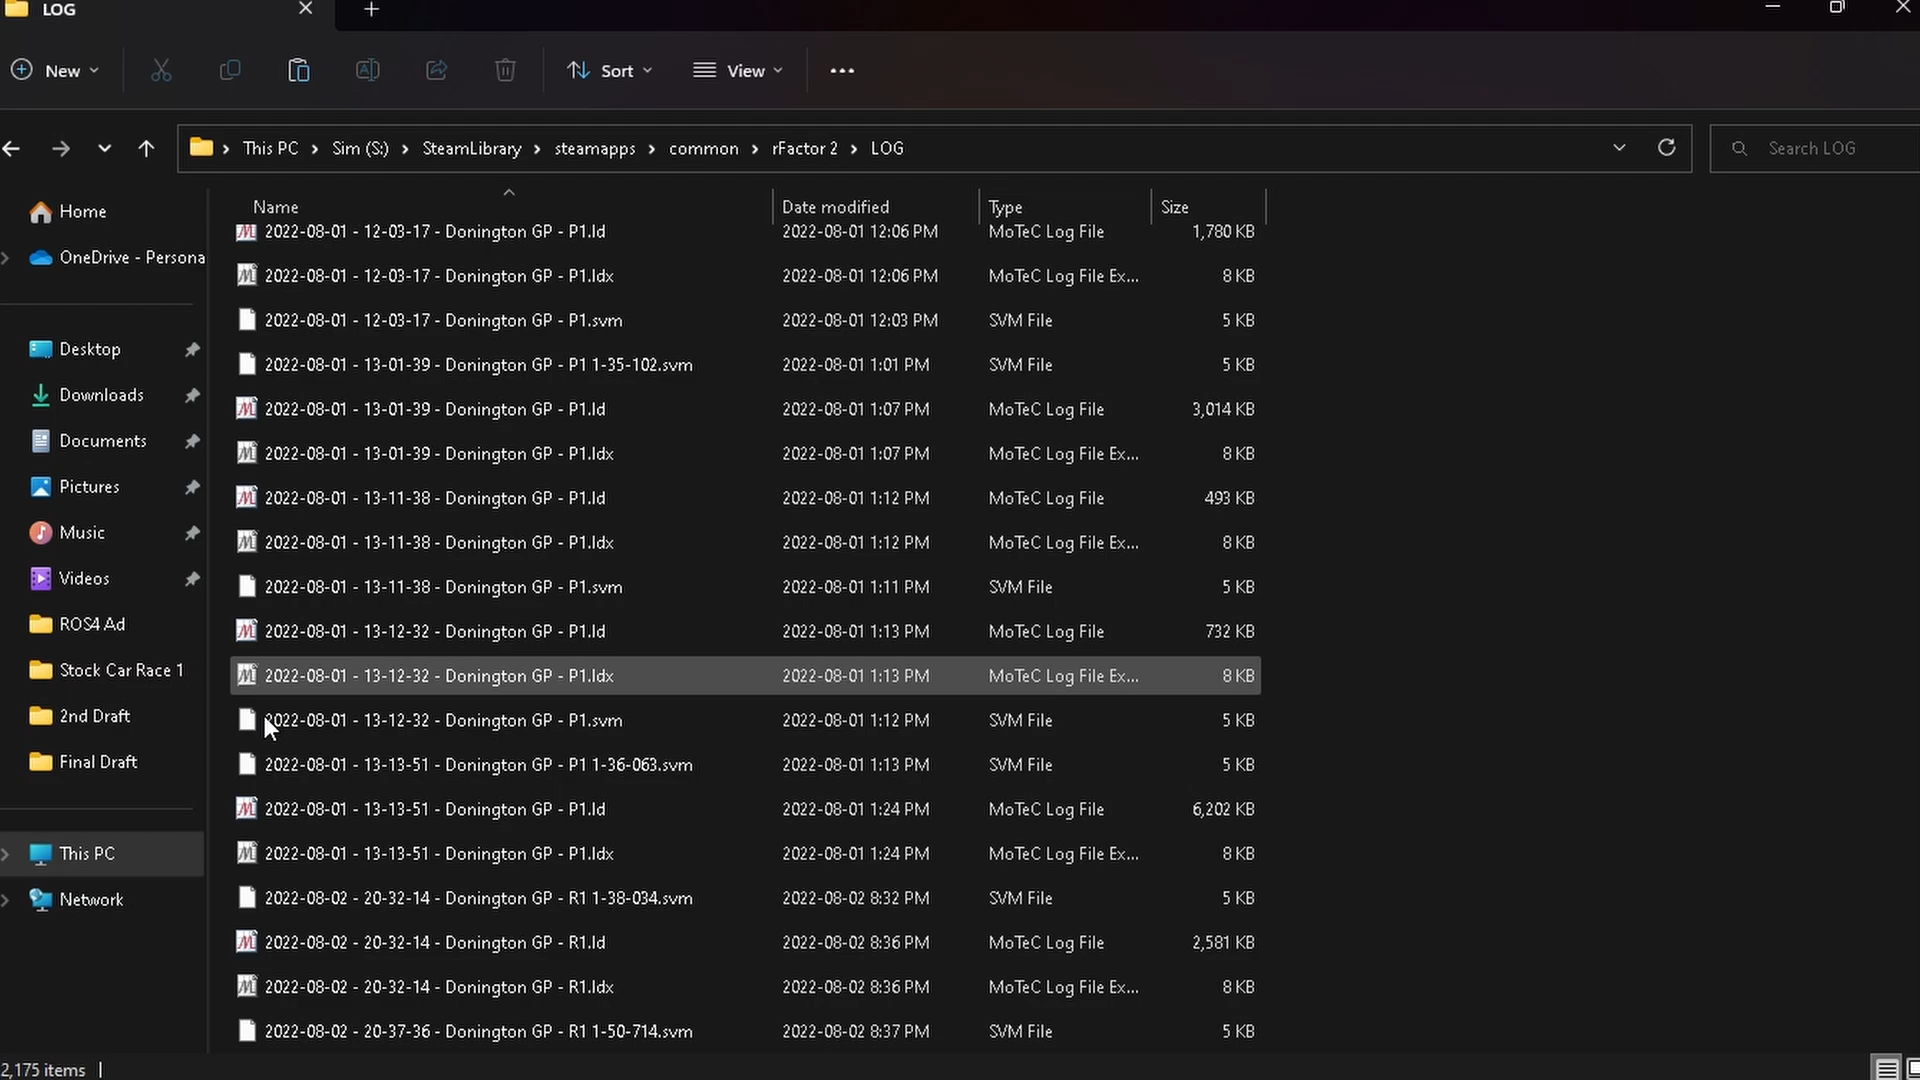 LOG
New
Sort
View
This PC > Sim (S:) > SteamLibrary > steamapps > common > rFactor 2 > LOG
Search LOG
Name Date modified Type Size
Home
OneDrive - Persona
Desktop
Downloads
Documents
Pictures
Music
Videos
ROS4 Ad
Stock Car Race 1
2nd Draft
Final Draft
This PC
Network
2022-08-01 - 12-03-17 - Donington GP - P1.ld 2022-08-01 12:06 PM MoTeC Log File 1,780 KB
2022-08-01 - 12-03-17 - Donington GP - P1.ldx 2022-08-01 12:06 PM MoTeC Log File Ex... 8 KB
2022-08-01 - 12-03-17 - Donington GP - P1.svm 2022-08-01 12:03 PM SVM File 5 KB
2022-08-01 - 13-01-39 - Donington GP - P1 1-35-102.svm 2022-08-01 1:01 PM SVM File 5 KB
2022-08-01 - 13-01-39 - Donington GP - P1.ld 2022-08-01 1:07 PM MoTeC Log File 3,014 KB
2022-08-01 - 13-01-39 - Donington GP - P1.ldx 2022-08-01 1:07 PM MoTeC Log File Ex... 8 KB
2022-08-01 - 13-11-38 - Donington GP - P1.ld 2022-08-01 1:12 PM MoTeC Log File 493 KB
2022-08-01 - 13-11-38 - Donington GP - P1.ldx 2022-08-01 1:12 PM MoTeC Log File Ex... 8 KB
2022-08-01 - 13-11-38 - Donington GP - P1.svm 2022-08-01 1:11 PM SVM File 5 KB
2022-08-01 - 13-12-32 - Donington GP - P1.ld 2022-08-01 1:13 PM MoTeC Log File 732 KB
2022-08-01 - 13-12-32 - Donington GP - P1.ldx 2022-08-01 1:13 PM MoTeC Log File Ex... 8 KB
2022-08-01 - 13-12-32 - Donington GP - P1.svm 2022-08-01 1:12 PM SVM File 5 KB
2022-08-01 - 13-13-51 - Donington GP - P1 1-36-063.svm 2022-08-01 1:13 PM SVM File 5 KB
2022-08-01 - 13-13-51 - Donington GP - P1.ld 2022-08-01 1:24 PM MoTeC Log File 6,202 KB
2022-08-01 - 13-13-51 - Donington GP - P1.ldx 2022-08-01 1:24 PM MoTeC Log File Ex... 8 KB
2022-08-02 - 20-32-14 - Donington GP - R1 1-38-034.svm 2022-08-02 8:32 PM SVM File 5 KB
2022-08-02 - 20-32-14 - Donington GP - R1.ld 2022-08-02 8:36 PM MoTeC Log File 2,581 KB
2022-08-02 - 20-32-14 - Donington GP - R1.ldx 2022-08-02 8:36 PM MoTeC Log File Ex... 8 KB
2022-08-02 - 20-37-36 - Donington GP - R1 1-50-714.svm 2022-08-02 8:37 PM SVM File 5 KB
2,175 items